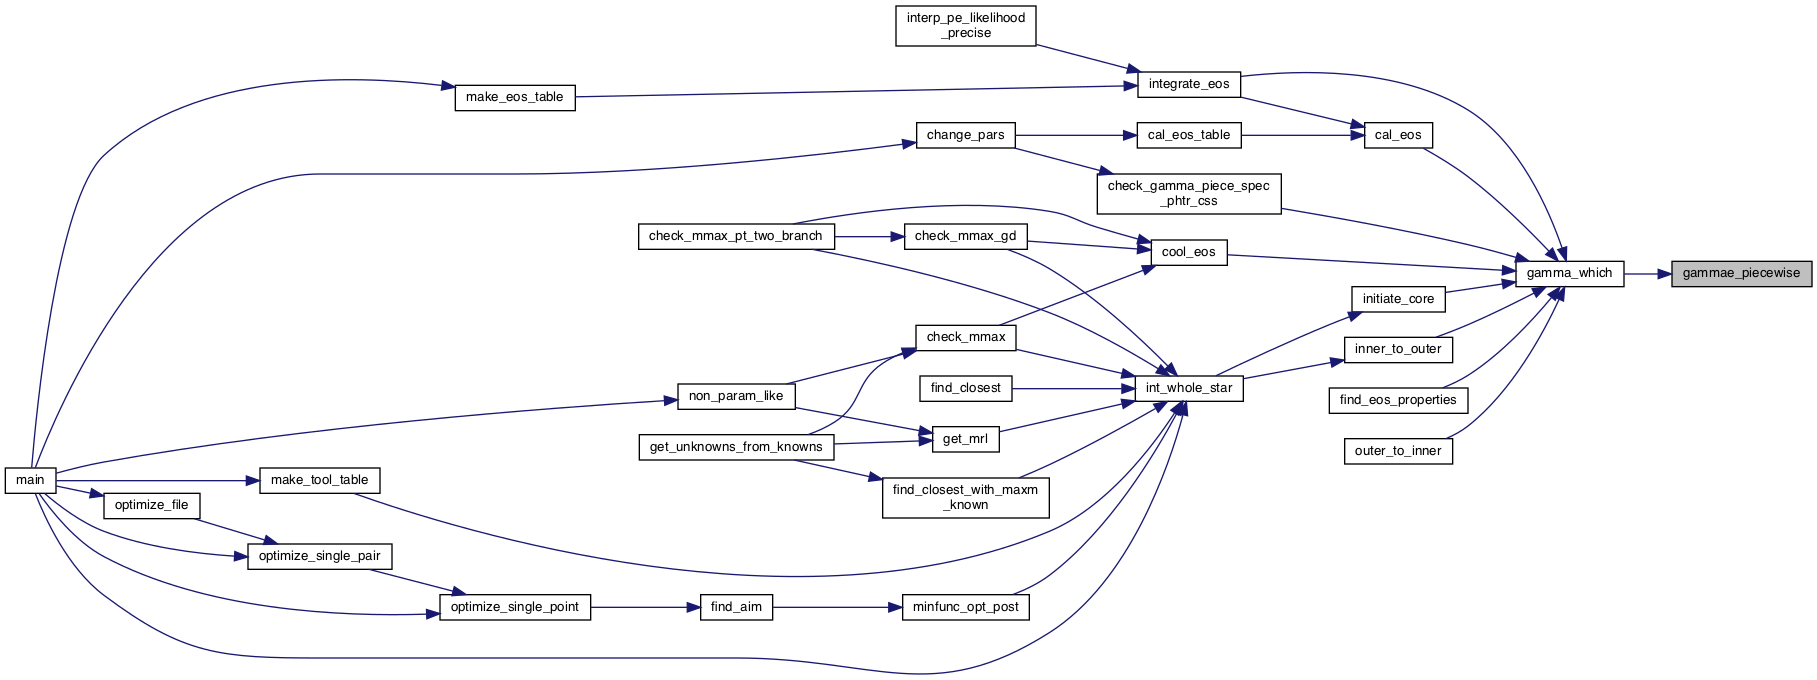 interp_pe_likelihood
_precise
make_eos_table
integrate_eos
change_pars
cal_eos_table
cal_eos
check_gamma_piece_spec
_phtr_css
check_mmax_pt_two_branch
check_mmax_gd
cool_eos
gamma_which
gammae_piecewise
initiate_core
check_mmax
inner_to_outer
non_param_like
find_closest
int_whole_star
find_eos_properties
get_unknowns_from_knowns
get_mrl
outer_to_inner
main
make_tool_table
find_closest_with_maxm
_known
optimize_file
optimize_single_pair
optimize_single_point
find_aim
minfunc_opt_post